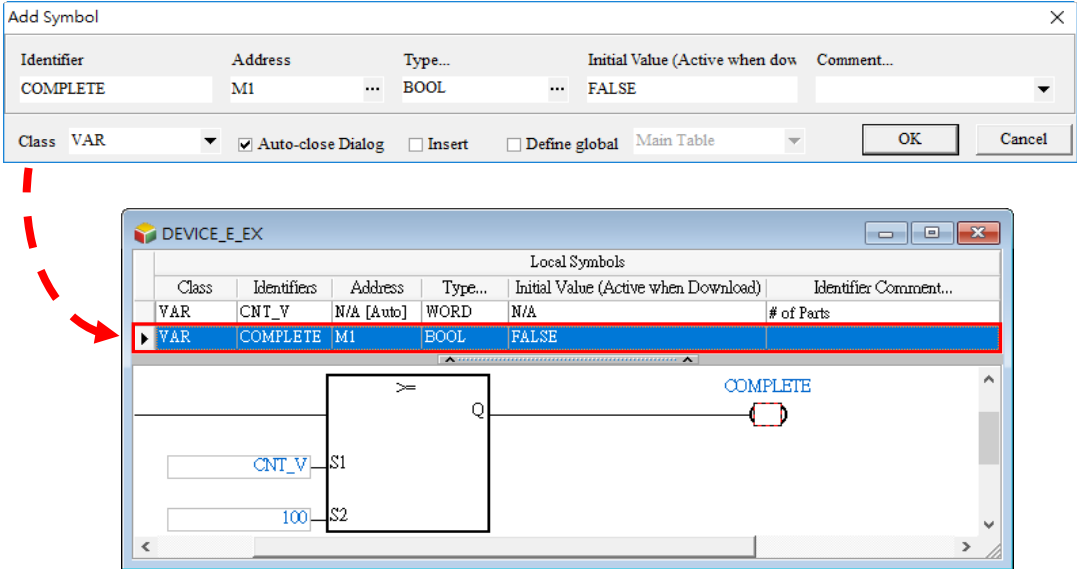 Add Symbol
Identifier Address Type... Initial Value (Active when dow Comment...
COMPLETE M1 ... BOOL ... FALSE
Class VAR Auto-close Dialog Insert Define global Main Table OK Cancel
DEVICE_E_EX
Local Symbols
Class Identifiers Address Type... Initial Value (Active when Download) Identifier Comment...
VAR CNT_V N/A [Auto] WORD N/A # of Parts
VAR COMPLETE M1 BOOL FALSE
>= COMPLETE
Q
CNT_V S1
100 S2